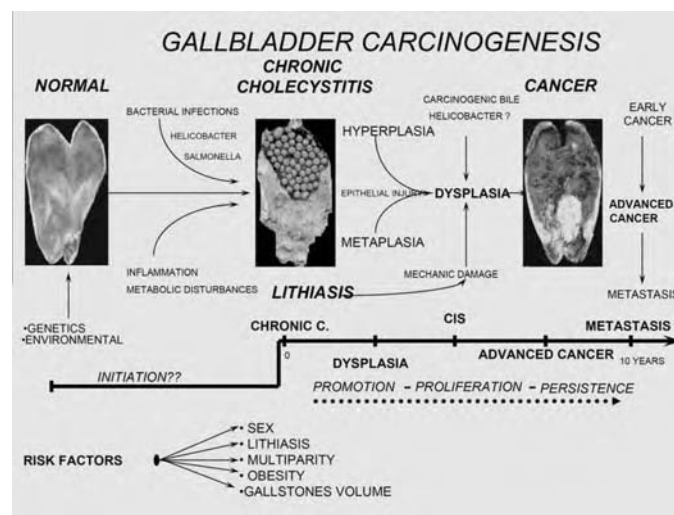 GALLBLADDER CARCINOGENESIS
NORMAL
CHRONIC
CHOLECYSTITIS
CANCER
BACTERIAL INFECTIONS
HELICOBACTER
SALMONELLA
INFLAMMATION
METABOLIC DISTURBANCES
•GENETICS
•ENVIRONMENTAL
LITHIASIS
HYPERPLASIA
EPITHELIAL INJURY
METAPLASIA
CARCINOGENIC BILE
HELICOBACTER ?
DYSPLASIA
MECHANIC DAMAGE
EARLY
CANCER
ADVANCED
CANCER
METASTASIS
CHRONIC C.
CIS
METASTASIS
0
DYSPLASIA
ADVANCED CANCER
10 YEARS
INITIATION??
PROMOTION – PROLIFERATION – PERSISTENCE
RISK FACTORS
• SEX
• LITHIASIS
• MULTIPARITY
• OBESITY
•GALLSTONES VOLUME